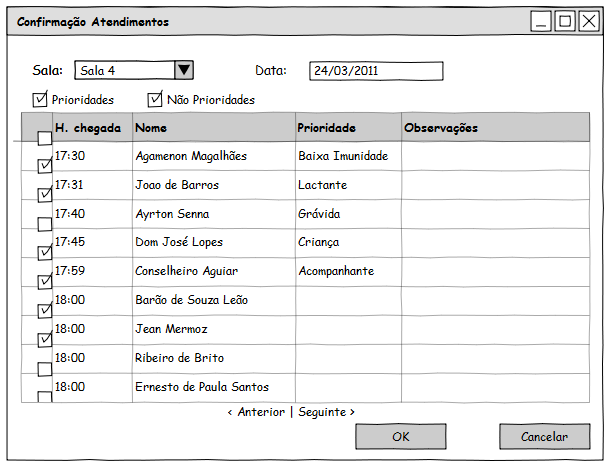 Confirmação Atendimentos
Sala: Sala 4 Data: 24/03/2011
Prioridades Não Prioridades
H. chegada Nome Prioridade Observações
17:30 Agamenon Magalhães Baixa Imunidade
17:31 Joao de Barros Lactante
17:40 Ayrton Senna Grávida
17:45 Dom José Lopes Criança
17:59 Conselheiro Aguiar Acompanhante
18:00 Barão de Souza Leão
18:00 Jean Mermoz
18:00 Ribeiro de Brito
18:00 Ernesto de Paula Santos
< Anterior | Seguinte >
OK Cancelar